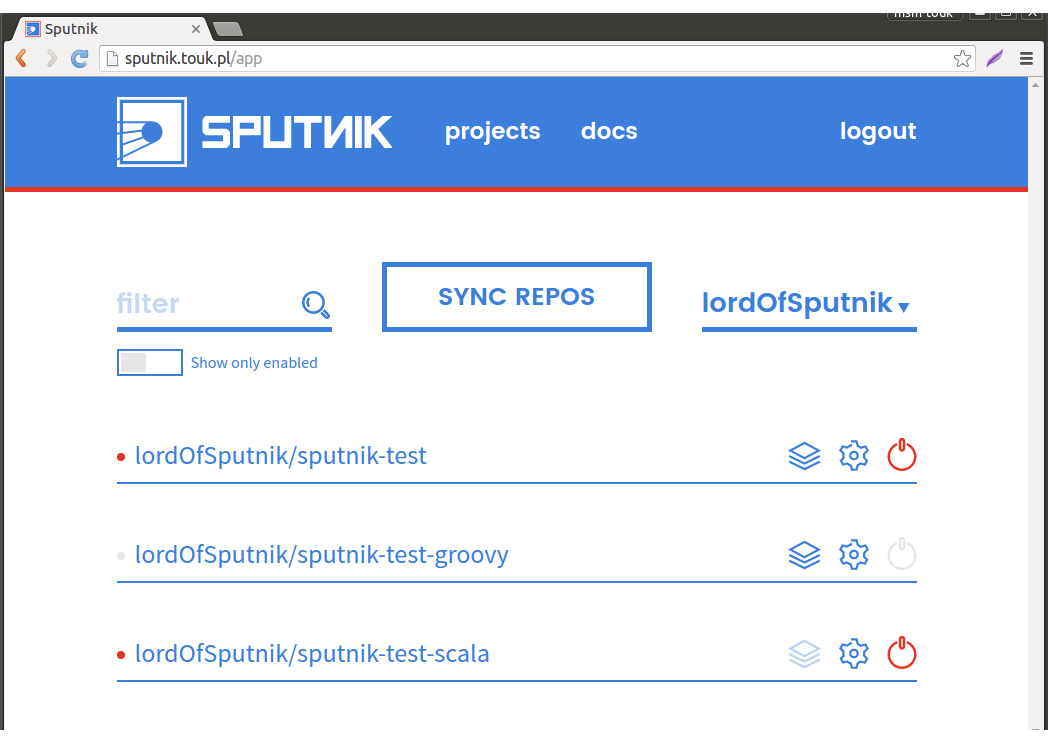 msm touk
Sputnik
sputnik.touk.pl/app
SPUTNIK projects docs logout
filter SYNC REPOS lordOfSputnik
Show only enabled
lordOfSputnik/sputnik-test
lordOfSputnik/sputnik-test-groovy
lordOfSputnik/sputnik-test-scala